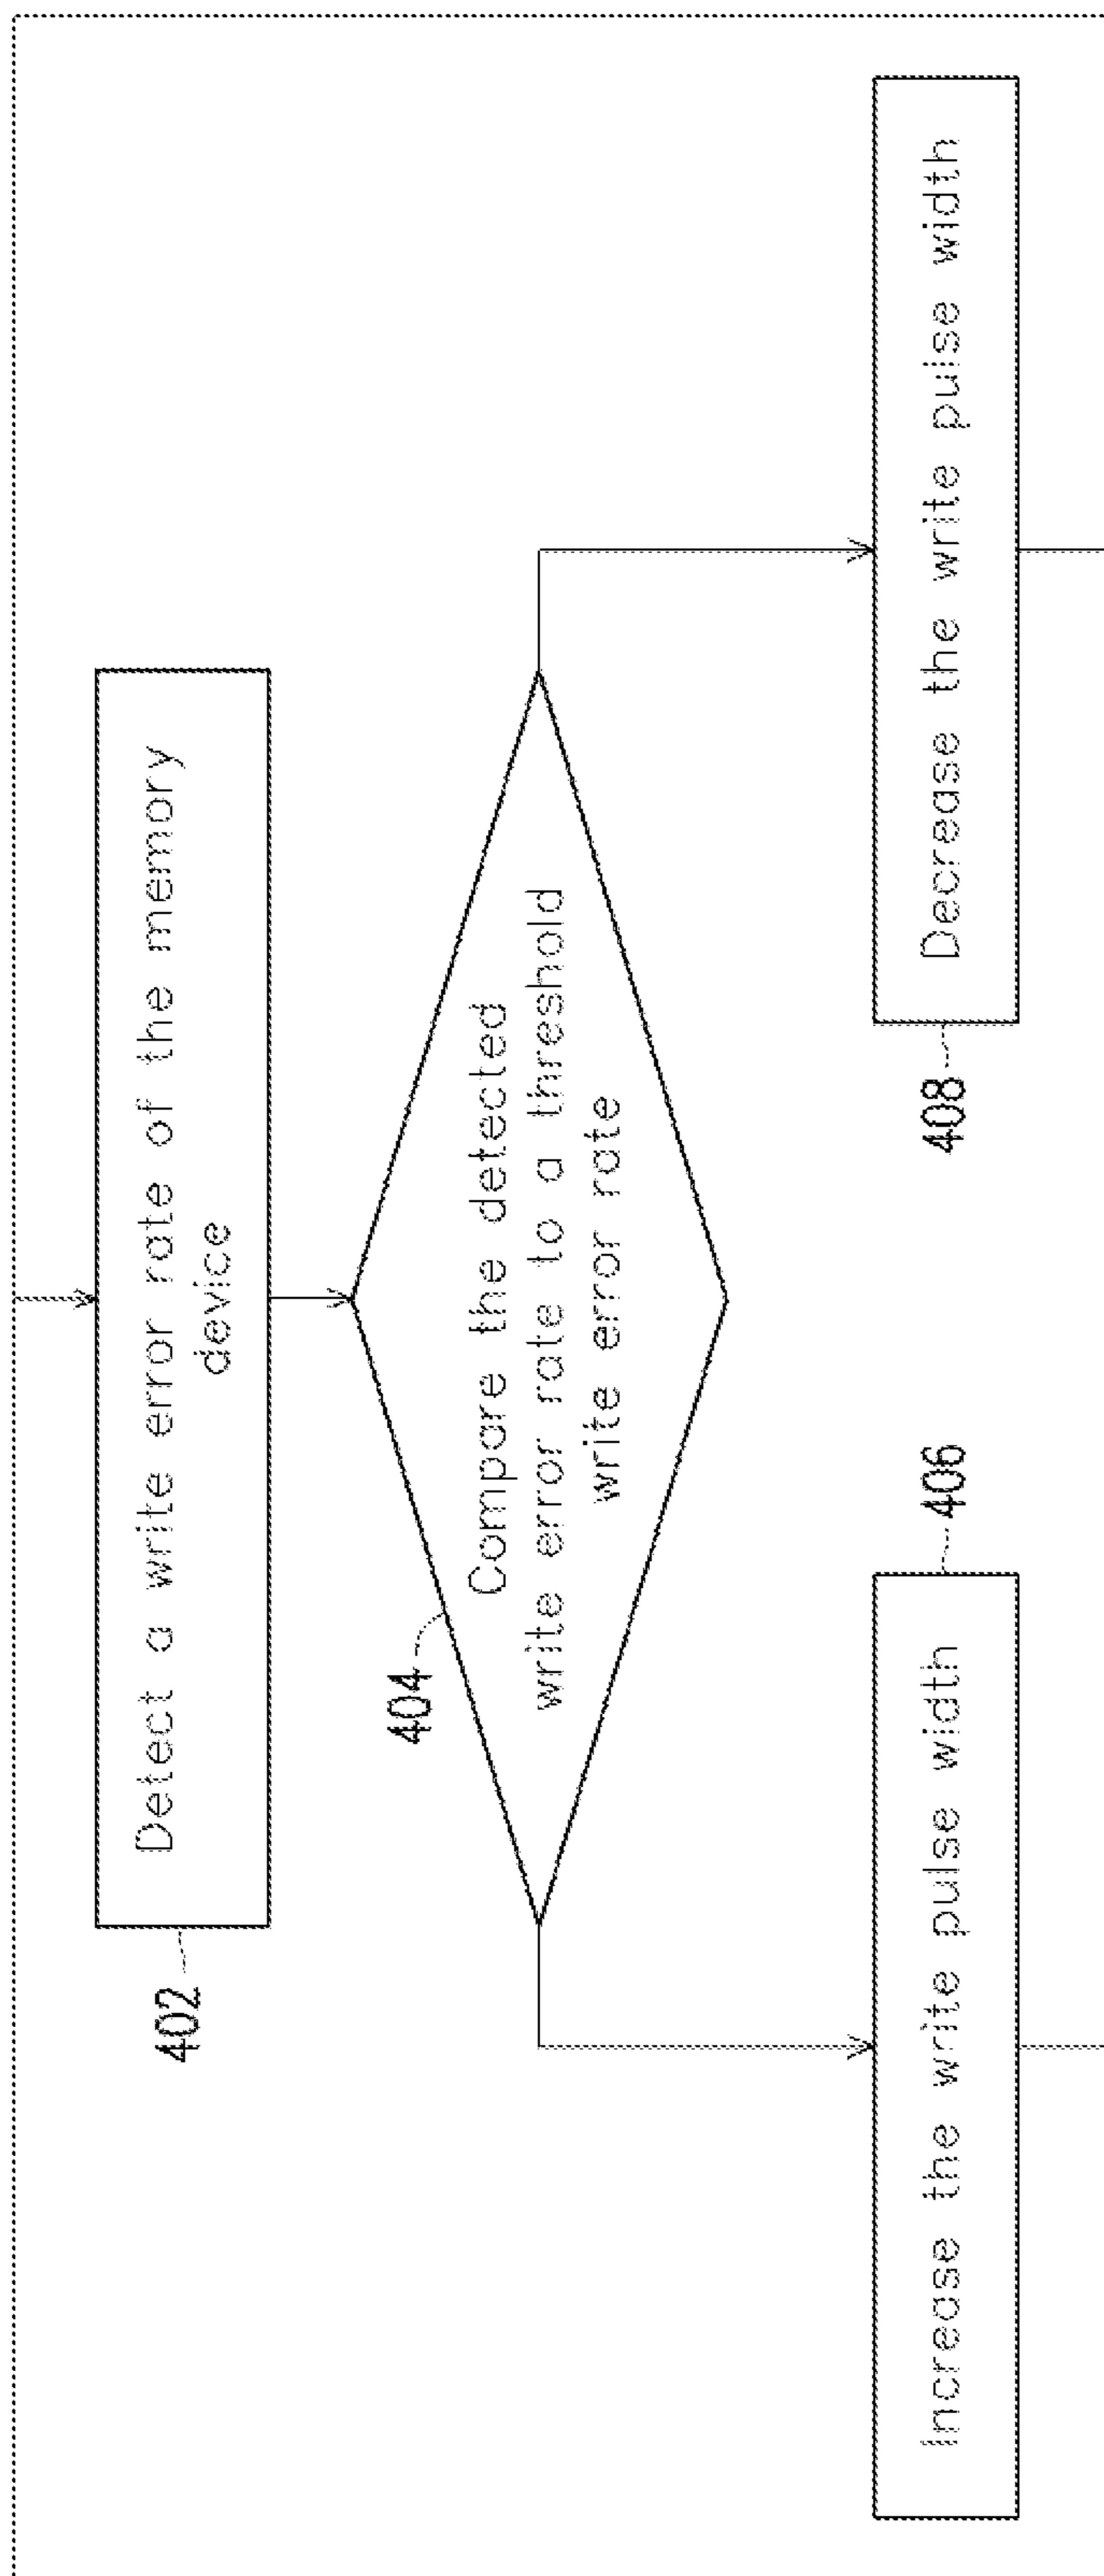 402
Detect a write error rate of the memory
device
404
Compare the detected
write error rate to a threshold
write error rate
Increase the write pulse width
406
408
Decrease the write pulse width